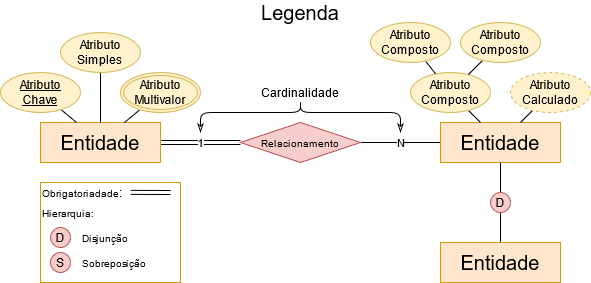 Legenda
Atributo
Simples
Atributo
Composto
Atributo
Composto
Atributo
Chave
Atributo
Multivalor
Cardinalidade
Atributo
Composto
Atributo
Calculado
Entidade
1
Relacionamento
N
Entidade
Obrigatoriadade:
Hierarquia:
D
Disjunção
S
Sobreposição
D
Entidade